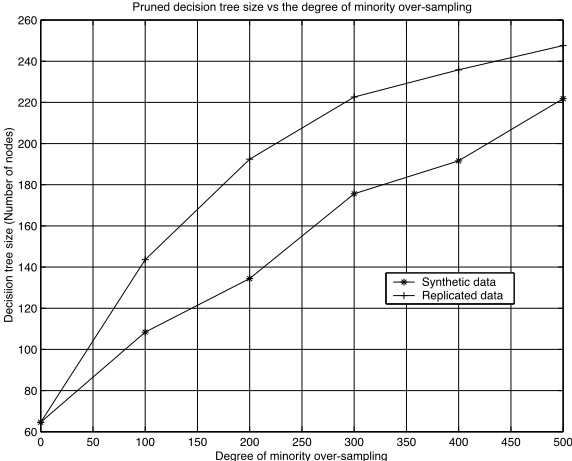 Pruned decision tree size vs the degree of minority over-sampling
260
240
220
200
180
160
140
120
100
80
60
Decisiion tree size (Number of nodes)
Synthetic data
Replicated data
0 50 100 150 200 250 300 350 400 450 500
Degree of minority over-sampling